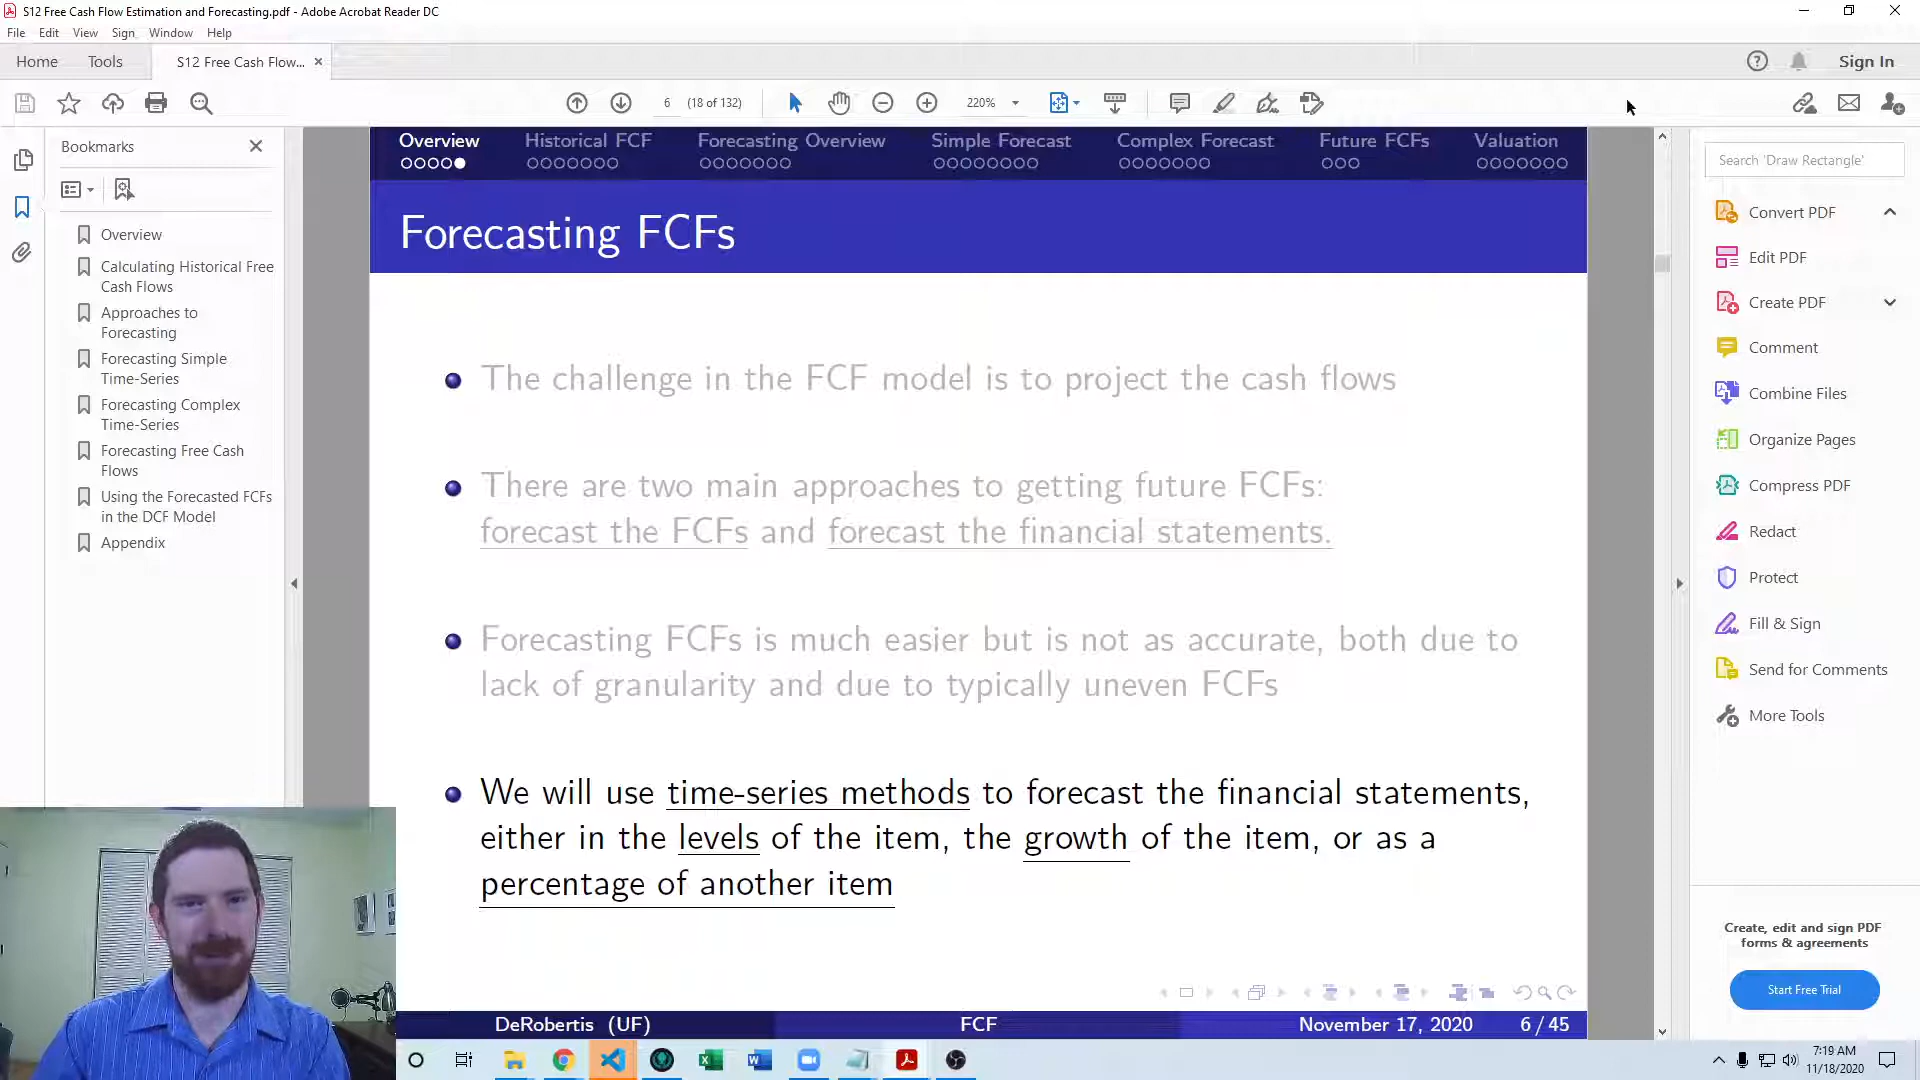 S12 Free Cash Flow Estimation and Forecasting.pdf - Adobe Acrobat Reader DC
File Edit View Sign Window Help
Home Tools S12 Free Cash Flow... × Sign In
6 (18 of 132) 220%
Bookmarks
Overview
Calculating Historical Free
Cash Flows
Approaches to
Forecasting
Forecasting Simple
Time-Series
Forecasting Complex
Time-Series
Forecasting Free Cash
Flows
Using the Forecasted FCFs
in the DCF Model
Appendix
Overview Historical FCF Forecasting Overview Simple Forecast Complex Forecast Future FCFs Valuation
Forecasting FCFs
The challenge in the FCF model is to project the cash flows
There are two main approaches to getting future FCFs:
forecast the FCFs and forecast the financial statements.
Forecasting FCFs is much easier but is not as accurate, both due to
lack of granularity and due to typically uneven FCFs
We will use time-series methods to forecast the financial statements,
either in the levels of the item, the growth of the item, or as a
percentage of another item
DeRobertis (UF) FCF November 17, 2020 6 / 45
Search 'Draw Rectangle'
Convert PDF
Edit PDF
Create PDF
Comment
Combine Files
Organize Pages
Compress PDF
Redact
Protect
Fill & Sign
Send for Comments
More Tools
Create, edit and sign PDF
forms & agreements
Start Free Trial
7:19 AM
11/18/2020